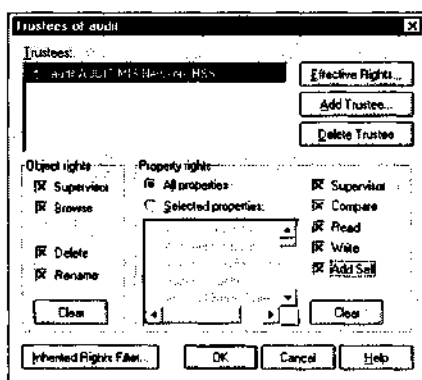 Trustees of audit
Trustees:
Effective Rights...
Add Trustee...
Delete Trustee
Object rights
Supervisor
Browse
Delete
Rename
Clear
Property rights
All properties
Selected properties:
Supervisor
Compare
Read
Write
Add Self
Clear
Inherited Rights Filter...
OK
Cancel
Help